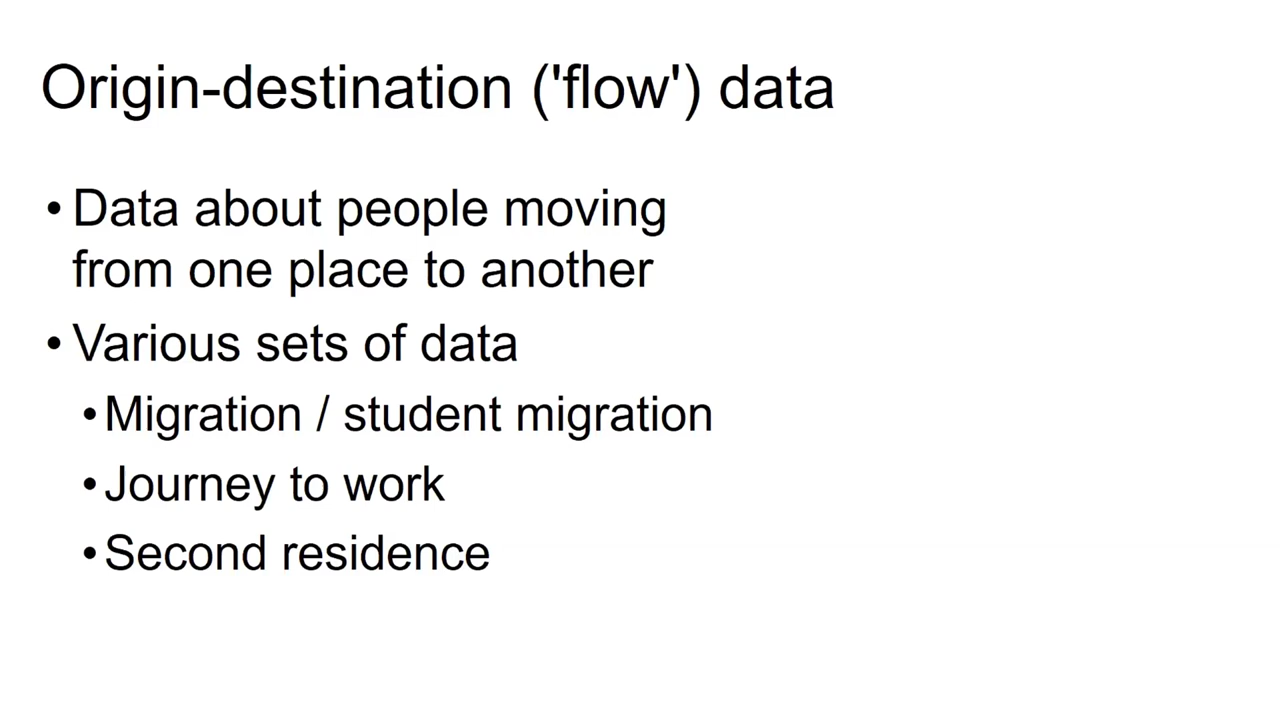 Origin-destination ('flow') data
• Data about people moving
from one place to another
• Various sets of data
• Migration / student migration
• Journey to work
• Second residence